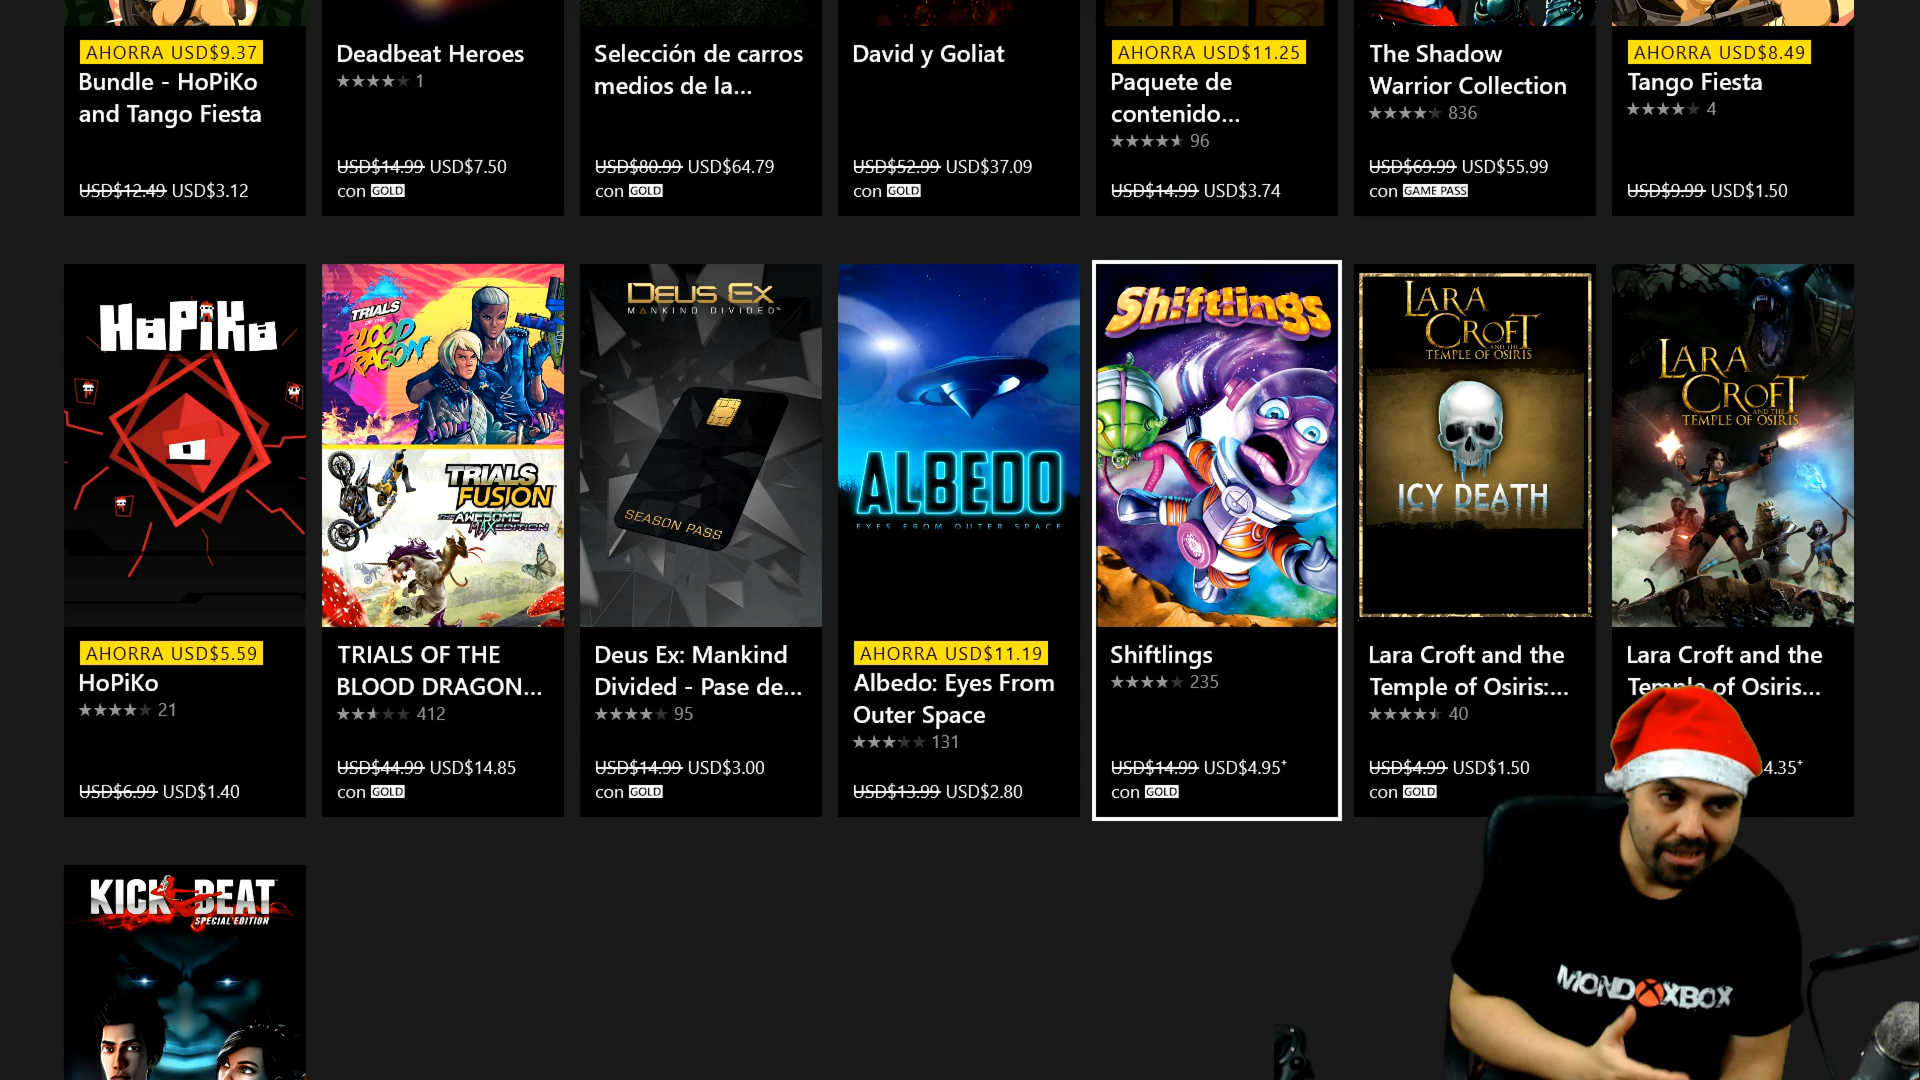 AHORRA USD$9.37
Bundle - HoPiKo
and Tango Fiesta
USD$12.49 USD$3.12
Deadbeat Heroes
1
USD$14.99 USD$7.50
con GOLD
Selección de carros
medios de la...
USD$80.99 USD$64.79
con GOLD
David y Goliat
USD$52.99 USD$37.09
con GOLD
AHORRA USD$11.25
Paquete de
contenido...
96
USD$14.99 USD$3.74
The Shadow
Warrior Collection
836
USD$69.99 USD$55.99
con GAME PASS
AHORRA USD$8.49
Tango Fiesta
4
USD$9.99 USD$1.50
HoPiKo
AHORRA USD$5.59
HoPiKo
21
USD$6.99 USD$1.40
TRIALS
OF THE
BLOOD
DRAGON
TRIALS
FUSION
THE AWESOME
MAX EDITION
TRIALS OF THE
BLOOD DRAGON...
412
USD$44.99 USD$14.85
con GOLD
DEUS EX
MANKIND DIVIDED™
SEASON PASS
Deus Ex: Mankind
Divided - Pase de...
95
USD$14.99 USD$3.00
con GOLD
ALBEDO
EYES FROM OUTER SPACE
AHORRA USD$11.19
Albedo: Eyes From
Outer Space
131
USD$13.99 USD$2.80
Shiftlings
Shiftlings
235
USD$14.99 USD$4.95+
con GOLD
LARA
CROFT
AND THE
TEMPLE OF OSIRIS
ICY DEATH
Lara Croft and the
Temple of Osiris:...
40
USD$4.99 USD$1.50
con GOLD
LARA
CROFT
AND THE
TEMPLE OF OSIRIS
Lara Croft and the
Temple of Osiris...
4.35+
KICK BEAT
SPECIAL EDITION
MONDOXBOX